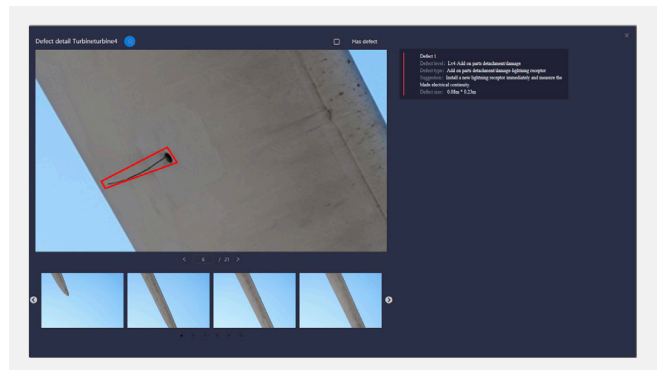 Defect detail Turbineturbine4
Has defect
Defect 1
Defect level: Lv4-Add on parts detachment/damage
Defect type: Add on parts detachment/damage-lightning receptor
Suggestion: Install a new lightning receptor immediately and measure the
blade electrical continuity.
Defect size: 0.08m * 0.23m
< 6 / 21 >